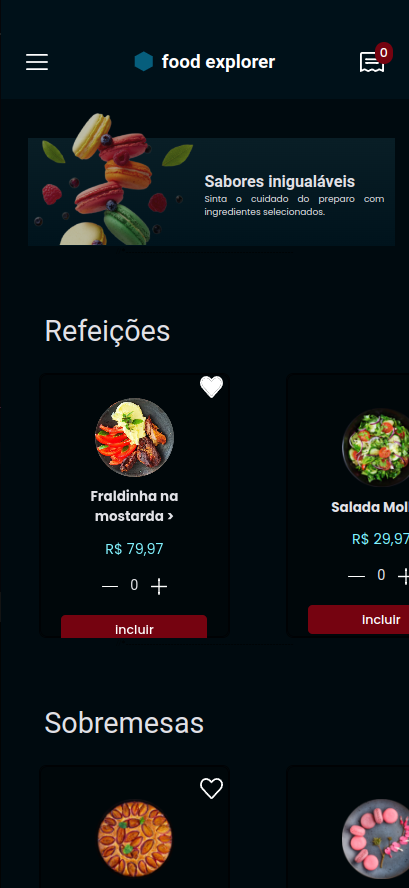 food explorer
0
Sabores inigualáveis
Sinta o cuidado do preparo com
ingredientes selecionados.
Refeições
Fraldinha na
mostarda >
R$ 79,97
0
Incluir
Salada Mol
R$ 29,97
0
Incluir
Sobremesas